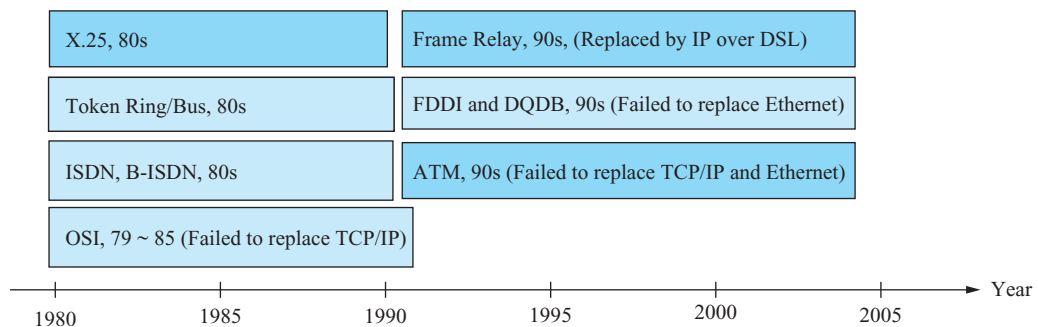 X.25, 80s
Frame Relay, 90s, (Replaced by IP over DSL)
Token Ring/Bus, 80s
FDDI and DQDB, 90s (Failed to replace Ethernet)
ISDN, B-ISDN, 80s
ATM, 90s (Failed to replace TCP/IP and Ethernet)
OSI, 79 ~ 85 (Failed to replace TCP/IP)
Year
1980
1985
1990
1995
2000
2005